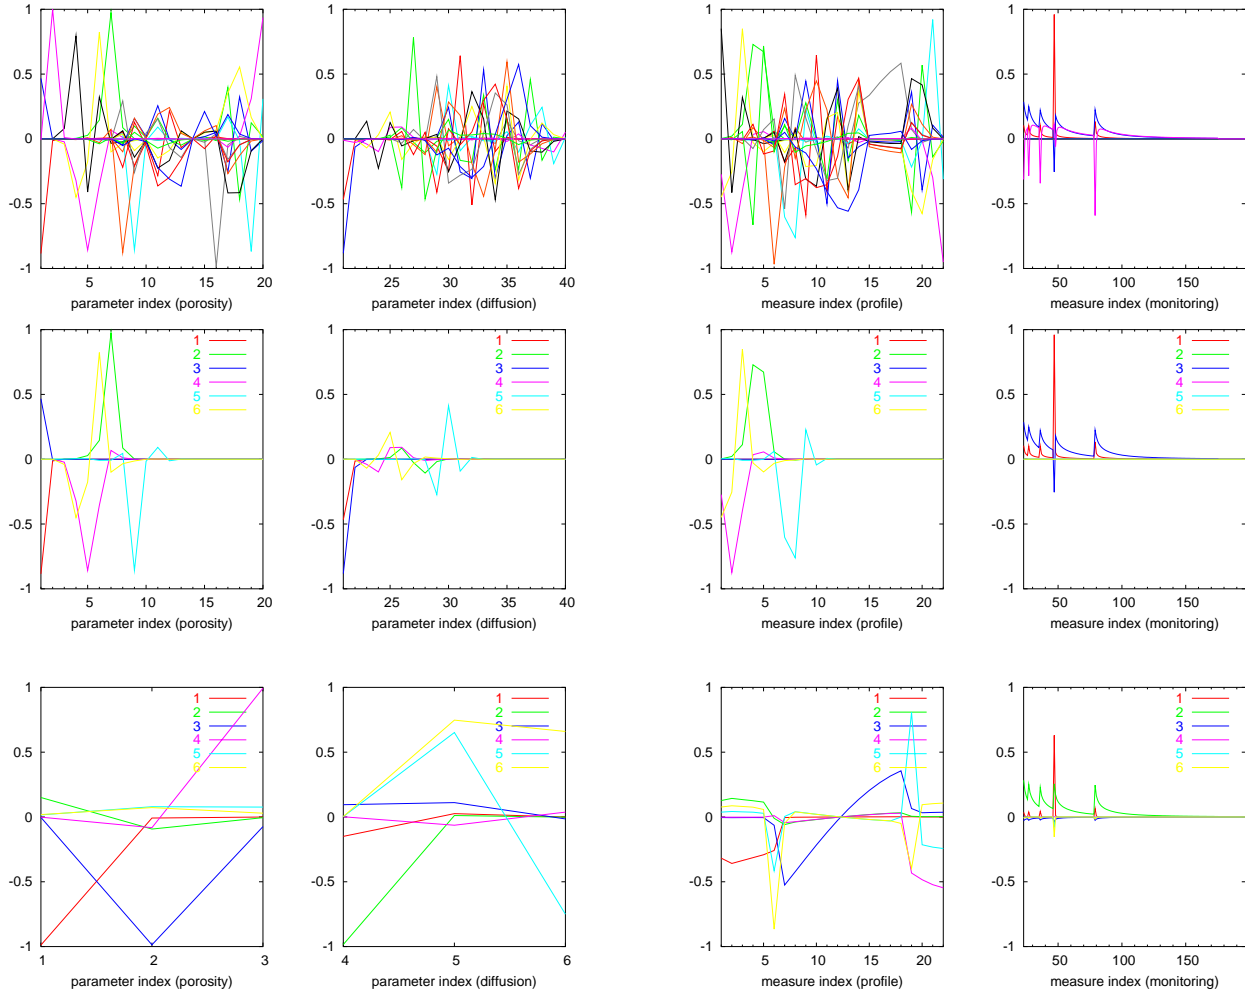 1 1 1 1
0.5 0.5 0.5 0.5
0 0 0 0
-0.5 -0.5 -0.5 -0.5
-1 -1 -1 -1
5 10 15 20 25 30 35 40 5 10 15 20 50 100 150
parameter index (porosity) parameter index (diffusion) measure index (profile) measure index (monitoring)
1 1 1 1 1 1 1 1
2 2 2 2
3 3 3 3
0.5 4 0.5 4 0.5 4 0.5 4
5 5 5 5
6 6 6 6
0 0 0 0
-0.5 -0.5 -0.5 -0.5
-1 -1 -1 -1
5 10 15 20 25 30 35 40 5 10 15 20 50 100 150
parameter index (porosity) parameter index (diffusion) measure index (profile) measure index (monitoring)
1 1 1 1 1 1 1 1
2 2 2 2
3 3 3 3
0.5 4 0.5 4 0.5 4 0.5 4
5 5 5 5
6 6 6 6
0 0 0 0
-0.5 -0.5 -0.5 -0.5
-1 -1 -1 -1
1 2 3 4 5 6 5 10 15 20 50 100 150
parameter index (porosity) parameter index (diffusion) measure index (profile) measure index (monitoring)